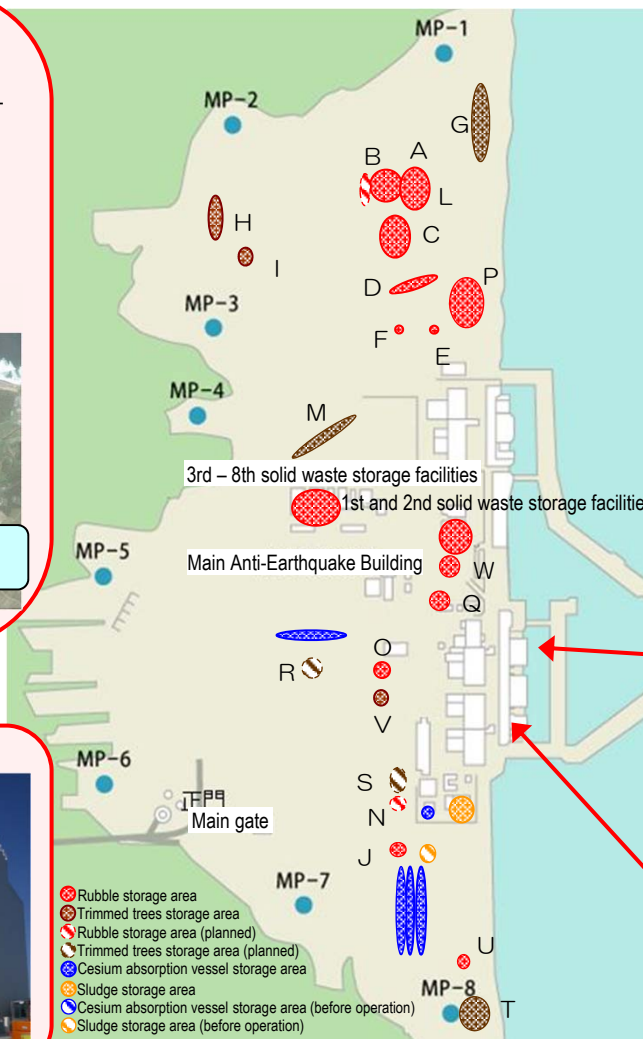 MP-1
MP-2
G
A
B
L
H
C
I
P
D
MP-3
F
E
MP-4
M
3rd – 8th solid waste storage facilities
1st and 2nd solid waste storage facilitie
MP-5
Main Anti-Earthquake Building
W
Q
O
R
V
MP-6
S
正門
N
Main gate
J
MP-7
Rubble storage area
Trimmed trees storage area
Rubble storage area (planned)
Trimmed trees storage area (planned)
Cesium absorption vessel storage area
Sludge storage area
Cesium absorption vessel storage area (before operation)
Sludge storage area (before operation)
U
MP-8
T